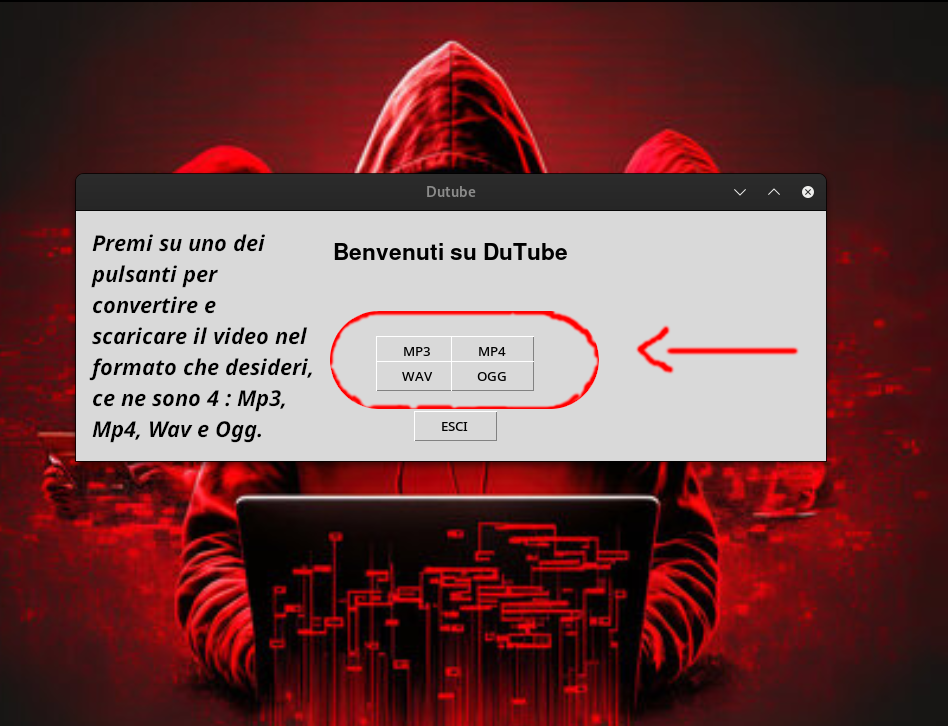 Dutube
Premi su uno dei
pulsanti per
convertire e
scaricare il video nel
formato che desideri,
ce ne sono 4 : Mp3,
Mp4, Wav e Ogg.
Benvenuti su DuTube
MP3 MP4
WAV OGG
ESCI